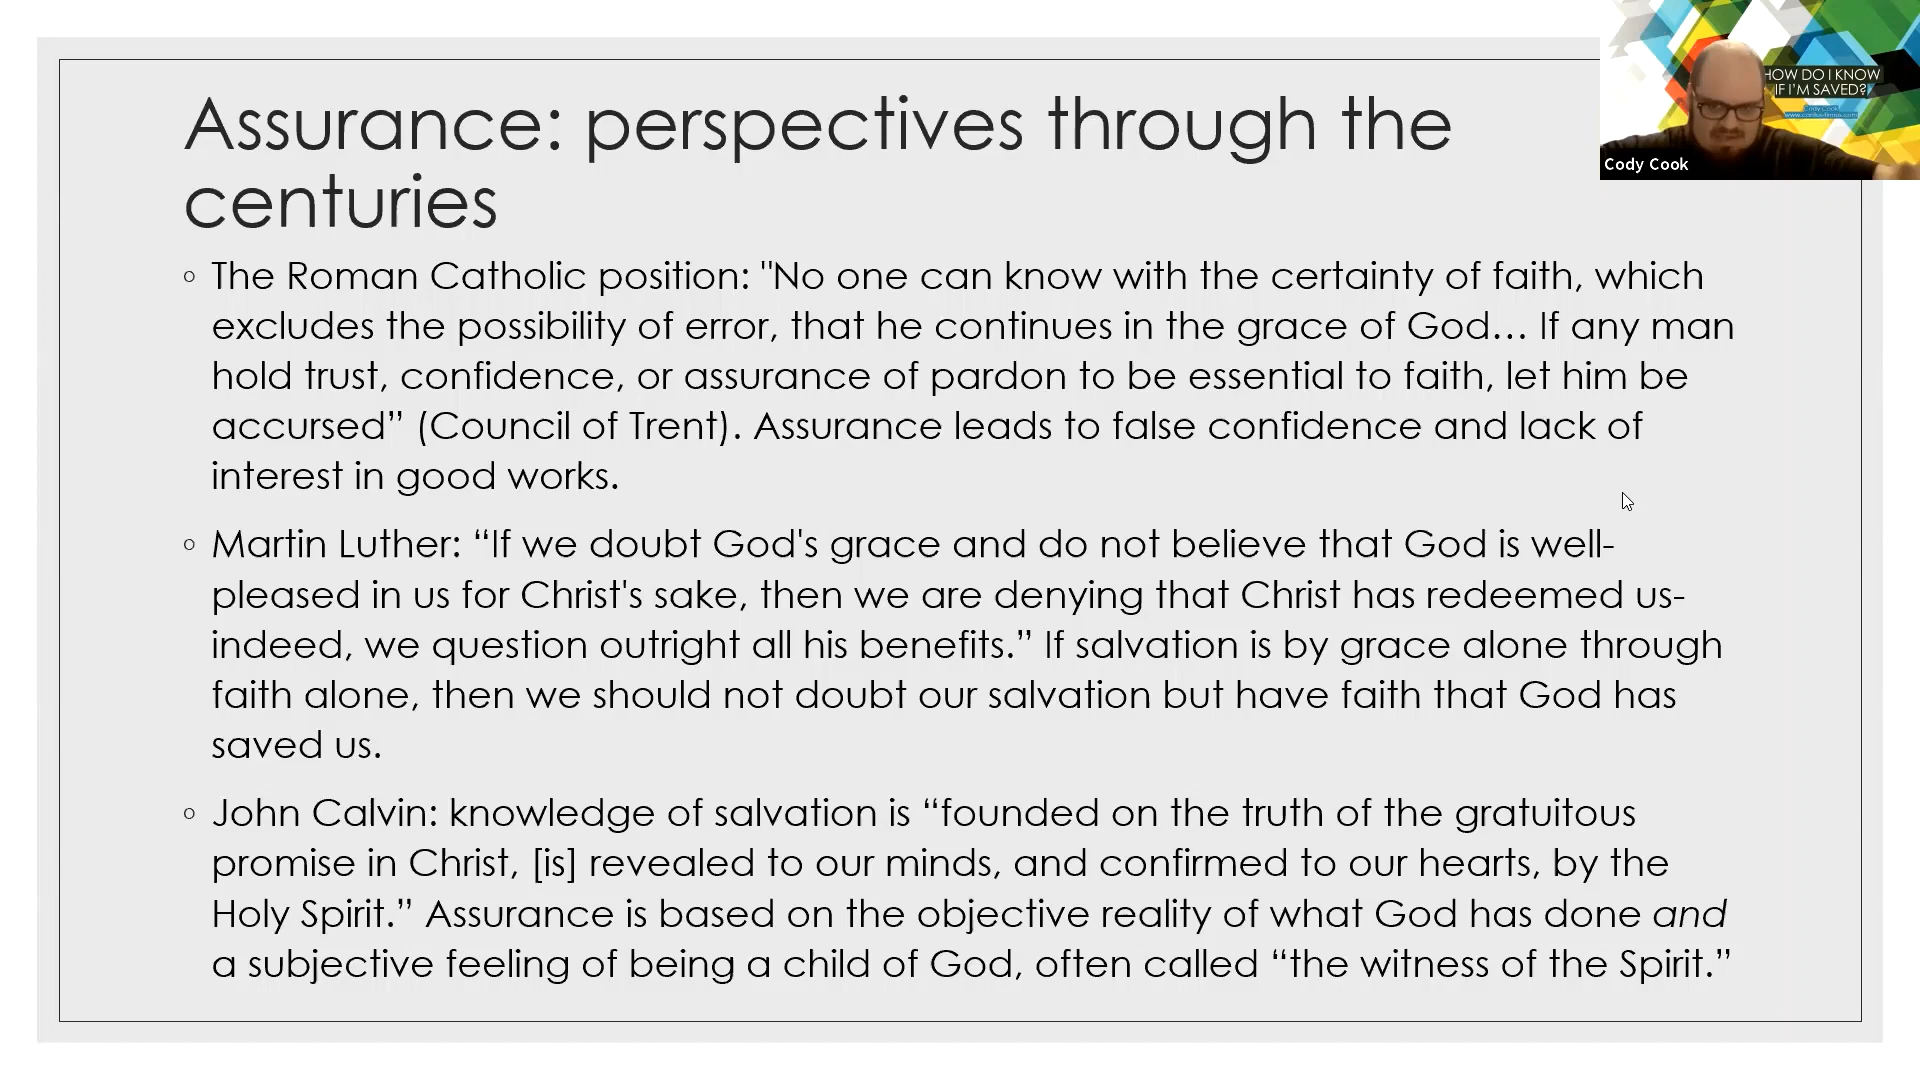 Assurance: perspectives through the
centuries
◦ The Roman Catholic position: "No one can know with the certainty of faith, which
excludes the possibility of error, that he continues in the grace of God… If any man
hold trust, confidence, or assurance of pardon to be essential to faith, let him be
accursed” (Council of Trent). Assurance leads to false confidence and lack of
interest in good works.
◦ Martin Luther: “If we doubt God's grace and do not believe that God is well-
pleased in us for Christ's sake, then we are denying that Christ has redeemed us-
indeed, we question outright all his benefits.” If salvation is by grace alone through
faith alone, then we should not doubt our salvation but have faith that God has
saved us.
◦ John Calvin: knowledge of salvation is “founded on the truth of the gratuitous
promise in Christ, [is] revealed to our minds, and confirmed to our hearts, by the
Holy Spirit.” Assurance is based on the objective reality of what God has done and
a subjective feeling of being a child of God, often called “the witness of the Spirit.”
HOW DO I KNOW
IF I'M SAVED?
Cody Cook
Cody Cook